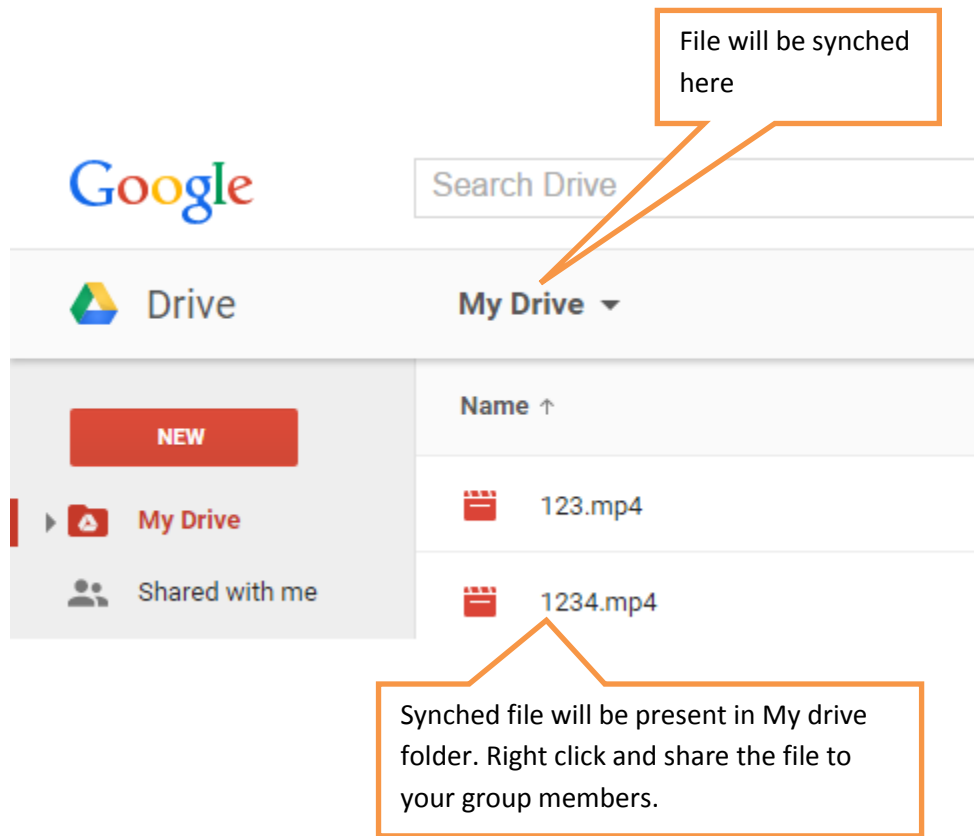 File will be synched
here
Google
Search Drive
Drive
My Drive
NEW
Name ↑
My Drive
123.mp4
Shared with me
1234.mp4
Synched file will be present in My drive
folder. Right click and share the file to
your group members.